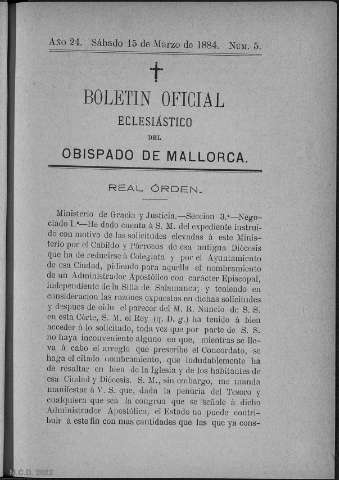 Año 24. Sábado 15 de Marzo de 1884. Núm. 5.
BOLETIN OFICIAL
ECLESIÁSTICO
DEL
OBISPADO DE MALLORCA.
REAL ÓRDEN.
Ministerio de Gracia y Justicia.—Seccion 3.ª—Nego-
ciado 1.º—He dado cuenta á S. M. del expediente instrui-
do con motivo de las solicitudes elevadas á este Minis-
terio por el Cabildo y Párrocos de esa antigua Diócesis
que ha de reducirse á Colegiata y por el Ayuntamiento
de esa Ciudad, pidiendo para aquella el nombramiento
de un Administrador Apostólico con carácter Episcopal,
independiente de la Silla de Salamanca; y teniendo en
consideracion las razones expuestas en dichas solicitudes
y despues de oido el parecer del M. R. Nuncio de S. S.
en esta Córte, S. M. el Rey (q. D. g.) ha tenido á bien
acceder á lo solicitado, toda vez que por parte de S. S.
no haya inconveniente alguno en que, mientras se lle-
va á cabo el arreglo que prescribe el Concordato, se
haga el citado nombramiento, que indudablemente ha
de resultar en bien de la Iglesia y de los habitantes de
esa Ciudad y Diócesis. S. M., sin embargo, me manda
manifestar á V. S. que, dada la penuria del Tesoro y
cualquiera que sea la congrua que se señale á dicho
Administrador Apostólico, el Estado no puede contri-
buir á este fin con mas cantidades que las que ya cons-
M.C.D. 2022